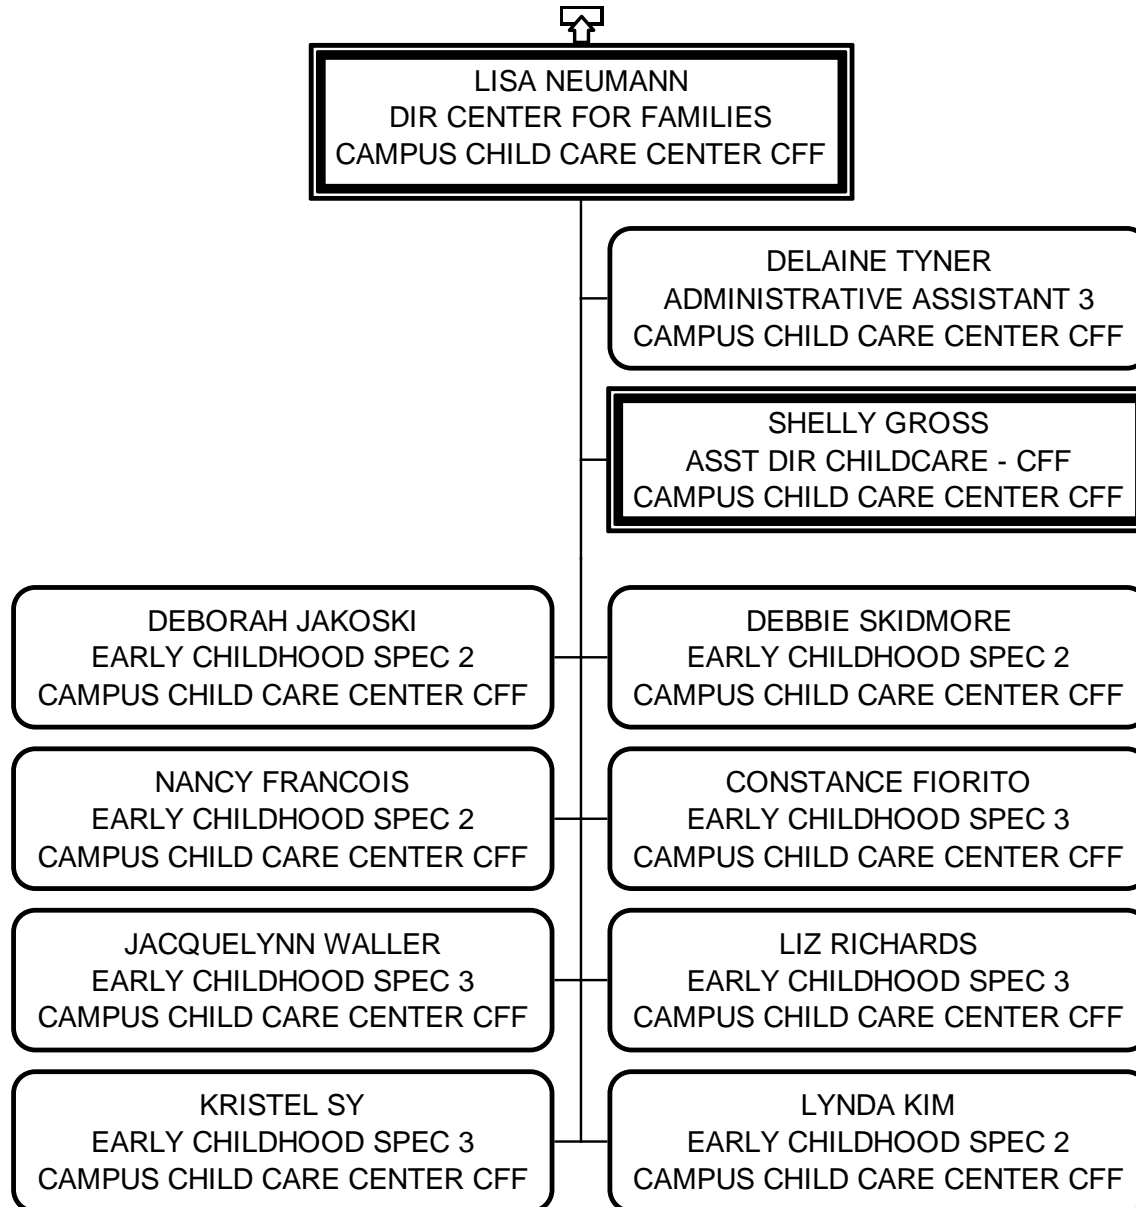 LISA NEUMANN
DIR CENTER FOR FAMILIES
CAMPUS CHILD CARE CENTER CFF
DELAINE TYNER
ADMINISTRATIVE ASSISTANT 3
CAMPUS CHILD CARE CENTER CFF
SHELLY GROSS
ASST DIR CHILDCARE - CFF
CAMPUS CHILD CARE CENTER CFF
DEBORAH JAKOSKI
EARLY CHILDHOOD SPEC 2
CAMPUS CHILD CARE CENTER CFF
DEBBIE SKIDMORE
EARLY CHILDHOOD SPEC 2
CAMPUS CHILD CARE CENTER CFF
NANCY FRANCOIS
EARLY CHILDHOOD SPEC 2
CAMPUS CHILD CARE CENTER CFF
CONSTANCE FIORITO
EARLY CHILDHOOD SPEC 3
CAMPUS CHILD CARE CENTER CFF
JACQUELYNN WALLER
EARLY CHILDHOOD SPEC 3
CAMPUS CHILD CARE CENTER CFF
LIZ RICHARDS
EARLY CHILDHOOD SPEC 3
CAMPUS CHILD CARE CENTER CFF
KRISTEL SY
EARLY CHILDHOOD SPEC 3
CAMPUS CHILD CARE CENTER CFF
LYNDA KIM
EARLY CHILDHOOD SPEC 2
CAMPUS CHILD CARE CENTER CFF